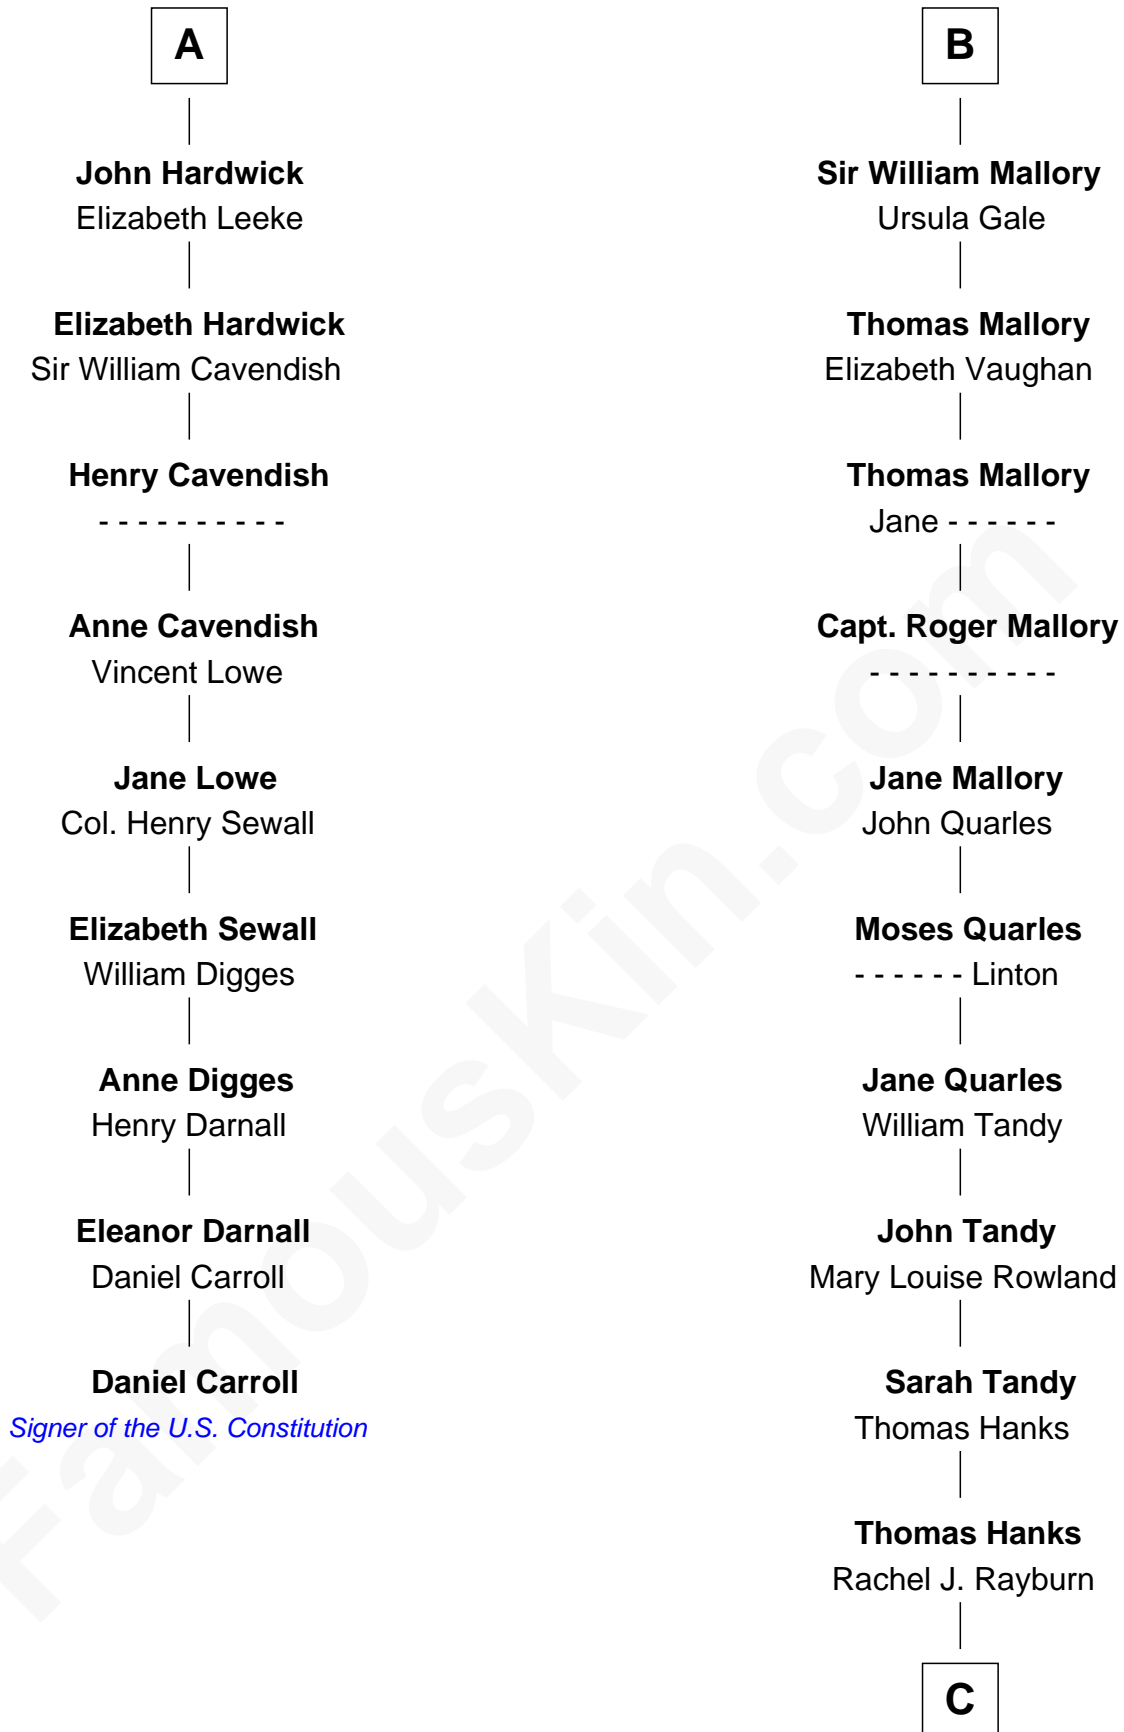 A
John Hardwick
Elizabeth Leeke
Elizabeth Hardwick
Sir William Cavendish
Henry Cavendish
- - - - - - - - - -
Anne Cavendish
Vincent Lowe
Jane Lowe
Col. Henry Sewall
Elizabeth Sewall
William Digges
Anne Digges
Henry Darnall
Eleanor Darnall
Daniel Carroll
Daniel Carroll
Signer of the U.S. Constitution
B
Sir William Mallory
Ursula Gale
Thomas Mallory
Elizabeth Vaughan
Thomas Mallory
Jane - - - - - -
Capt. Roger Mallory
- - - - - - - - - -
Jane Mallory
John Quarles
Moses Quarles
- - - - - - Linton
Jane Quarles
William Tandy
John Tandy
Mary Louise Rowland
Sarah Tandy
Thomas Hanks
Thomas Hanks
Rachel J. Rayburn
C
FamousKin.com